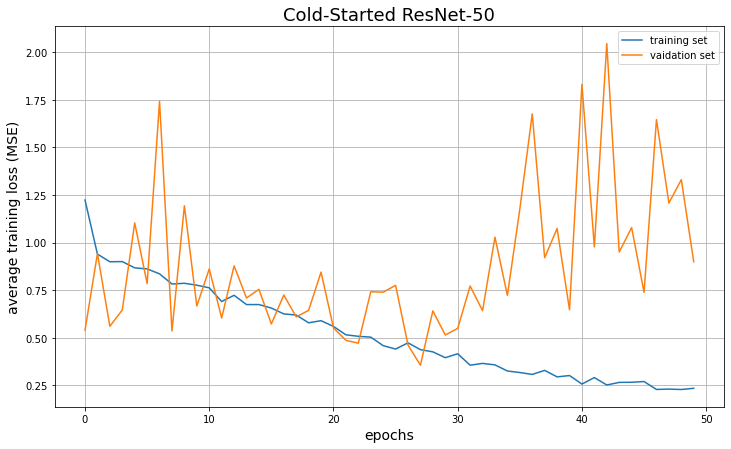 Cold-Started ResNet-50
training set
vaidation set
average training loss (MSE)
2.00
1.75
1.50
1.25
1.00
0.75
0.50
0.25
0
10
20
30
40
50
epochs